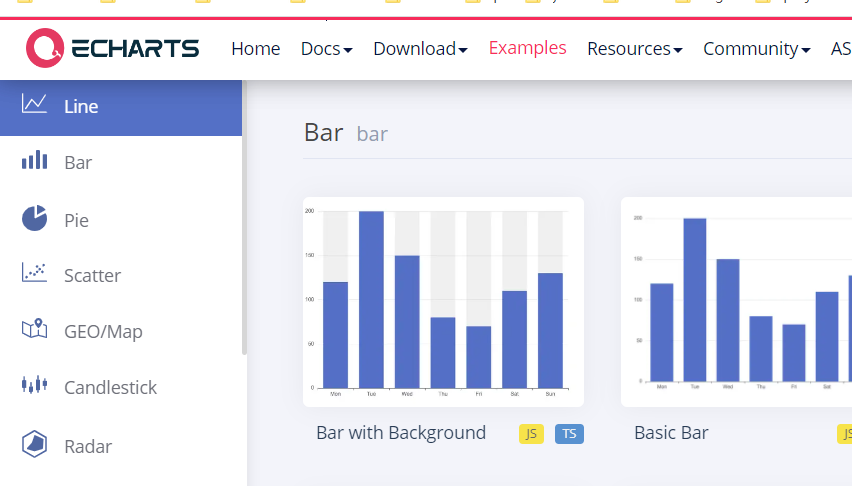 ECHARTS Home Docs Download Examples Resources Community AS
Line
Bar
Pie
Scatter
GEO/Map
Candlestick
Radar
Bar bar
200
150
100
50
0
Mon Tue Wed Thu Fri Sat Sun
Bar with Background JS TS
200
150
100
50
0
Mon Tue Wed Thu Fri Sat
Basic Bar JS